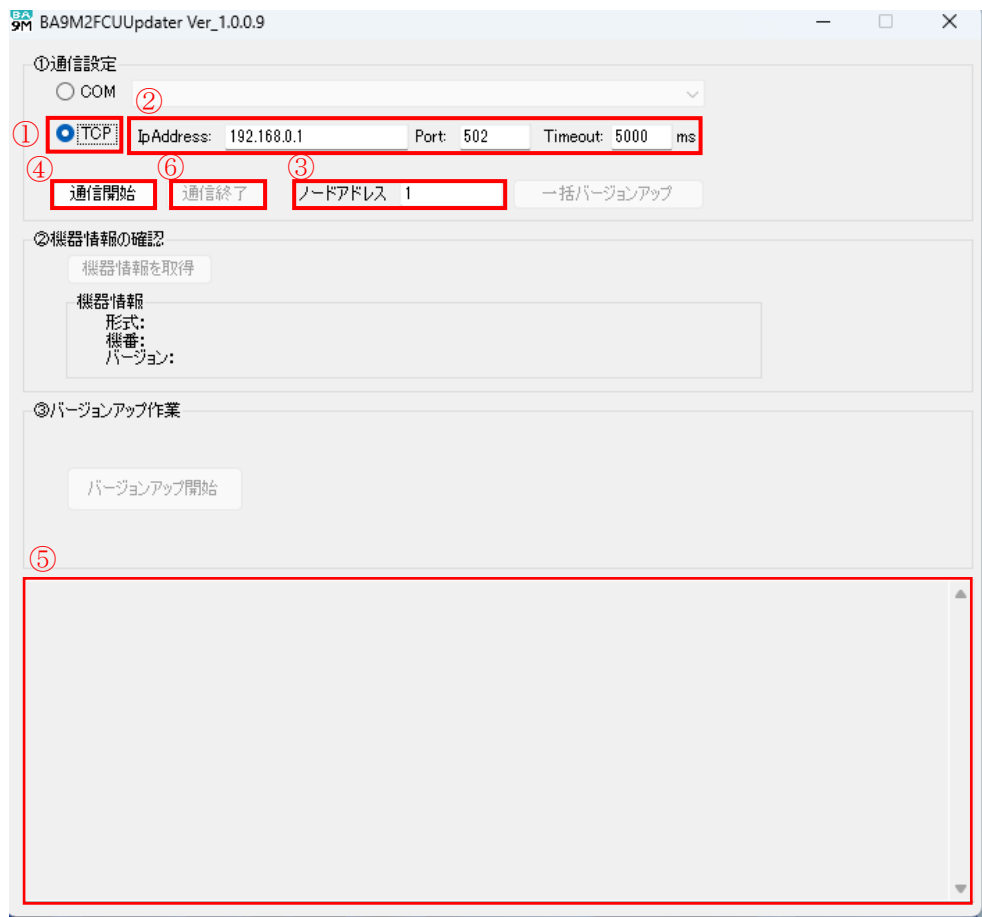 BA9M BA9M2FCUUpdater Ver_1.0.0.9
①通信設定
COM
②
① TCP IpAddress: 192.168.0.1 Port: 502 Timeout: 5000 ms
④ ⑥ ③
通信開始 通信終了 ノードアドレス 1 一括バージョンアップ
②機器情報の確認
機器情報を取得
機器情報
形式:
機番:
バージョン:
③バージョンアップ作業
バージョンアップ開始
⑤